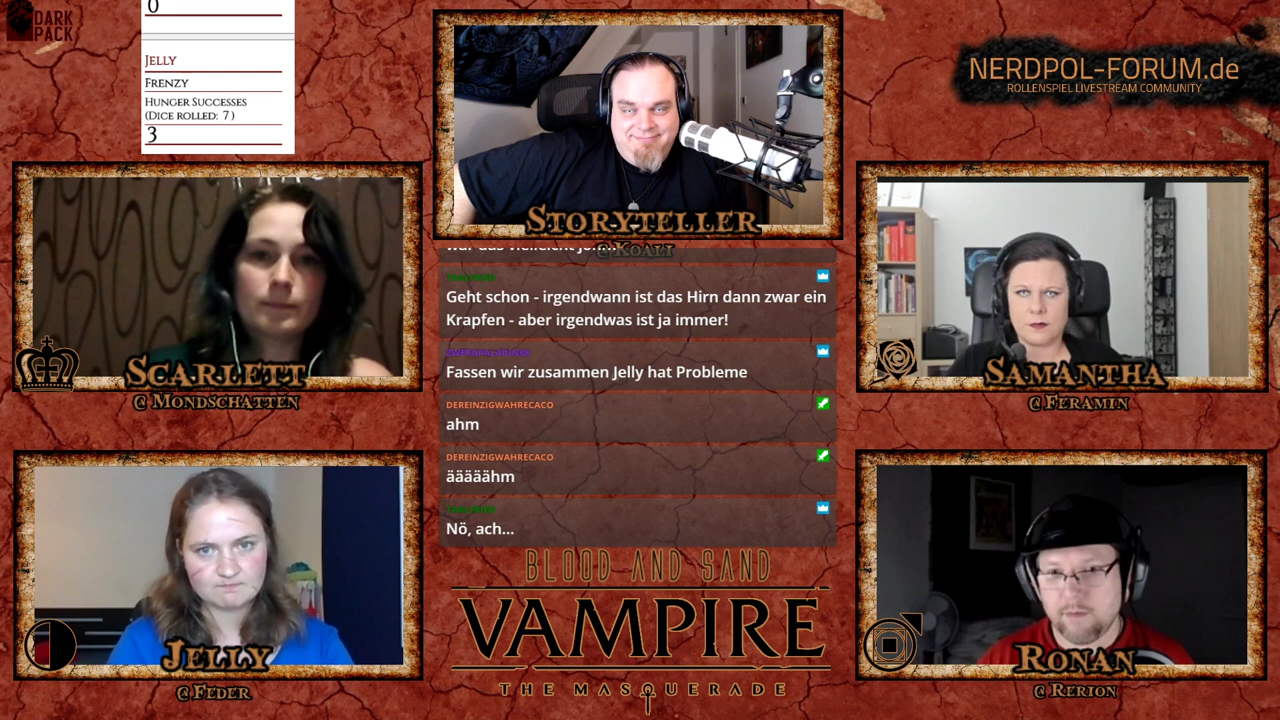 DARK
PACK
0
JELLY
FRENZY
HUNGER SUCCESSES
(DICE ROLLED: 7)
3
NERDPOL-FORUM.de
ROLLENSPIEL LIVESTREAM COMMUNITY
STORYTELLER
@ KOALI
SCARLETT
@ MONDSCHATTEN
SAMANTHA
@ FERAMIN
Geht schon - irgendwann ist das Hirn dann zwar ein
Krapfen - aber irgendwas ist ja immer!
Fassen wir zusammen Jelly hat Probleme
DEREINZIGWAHRECACO
ahm
DEREINZIGWAHRECACO
ääääähm
Nö, ach...
JELLY
@ FEDER
RONAN
@ RERION
BLOOD AND SAND
VAMPIRE
THE MASQUERADE